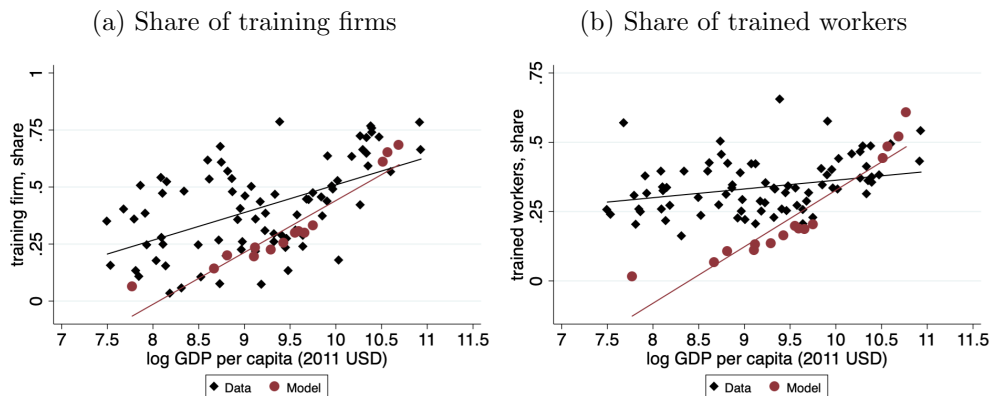 (a) Share of training firms
training firm, share
1
.75
.5
.25
0
7 7.5 8 8.5 9 9.5 10 10.5 11 11.5
log GDP per capita (2011 USD)
Data Model
(b) Share of trained workers
trained workers, share
.75
.5
.25
0
7 7.5 8 8.5 9 9.5 10 10.5 11 11.5
log GDP per capita (2011 USD)
Data Model